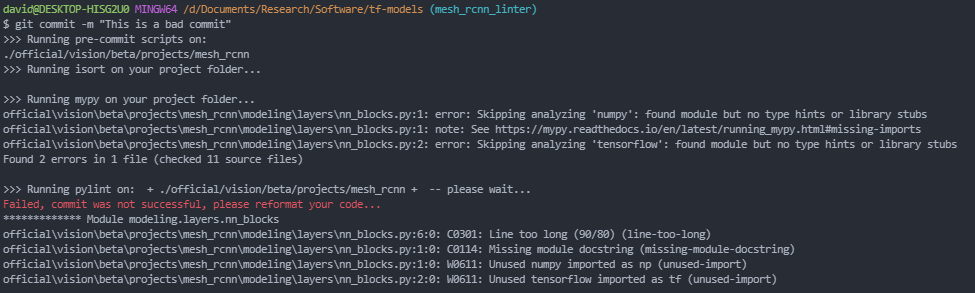 david@DESKTOP-HISG2U0 MINGW64 /d/Documents/Research/Software/tf-models (mesh_rcnn_linter)
$ git commit -m "This is a bad commit"
>>> Running pre-commit scripts on:
./official/vision/beta/projects/mesh_rcnn
>>> Running isort on your project folder...
>>> Running mypy on your project folder...
official\vision\beta\projects\mesh_rcnn\modeling\layers\nn_blocks.py:1: error: Skipping analyzing 'numpy': found module but no type hints or library stubs
official\vision\beta\projects\mesh_rcnn\modeling\layers\nn_blocks.py:1: note: See https://mypy.readthedocs.io/en/latest/running_mypy.html#missing-imports
official\vision\beta\projects\mesh_rcnn\modeling\layers\nn_blocks.py:2: error: Skipping analyzing 'tensorflow': found module but no type hints or library stubs
Found 2 errors in 1 file (checked 11 source files)
>>> Running pylint on:  + ./official/vision/beta/projects/mesh_rcnn +  -- please wait...
Failed, commit was not successful, please reformat your code...
************* Module modeling.layers.nn_blocks
official\vision\beta\projects\mesh_rcnn\modeling\layers\nn_blocks.py:6:0: C0301: Line too long (90/80) (line-too-long)
official\vision\beta\projects\mesh_rcnn\modeling\layers\nn_blocks.py:1:0: C0114: Missing module docstring (missing-module-docstring)
official\vision\beta\projects\mesh_rcnn\modeling\layers\nn_blocks.py:1:0: W0611: Unused numpy imported as np (unused-import)
official\vision\beta\projects\mesh_rcnn\modeling\layers\nn_blocks.py:2:0: W0611: Unused tensorflow imported as tf (unused-import)